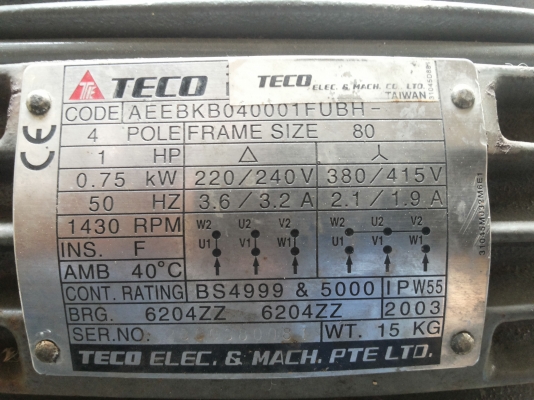 TECO TECO ELEC. & MACH. CO., LTD.
TAIWAN
CODE AEEBKB040001FUBH-
4 POLE FRAME SIZE 80
1 HP △ 人
0.75 kW 220/240V 380/415V
50 HZ 3.6/3.2 A 2.1/1.9 A
1430 RPM W2 U2 V2 W2 U2 V2
INS. F U1 V1 W1 U1 V1 W1
AMB 40°C
CONT. RATING BS4999 & 5000 IPW55
BRG. 6204ZZ 6204ZZ 2003
SER.NO. WT. 15 KG
TECO ELEC. & MACH. PTE LTD.
CE